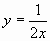 y = 1/(2x)